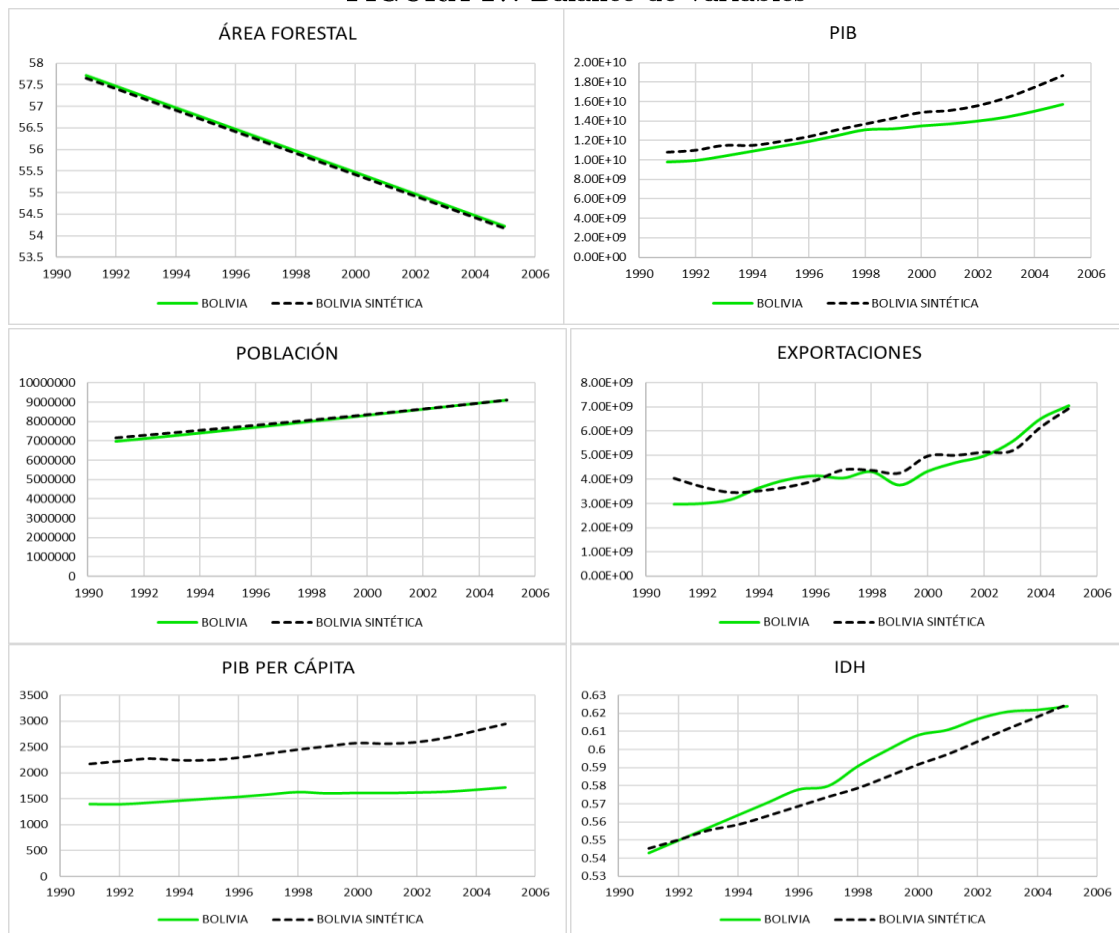 ÁREA FORESTAL
58
57.5
57
56.5
56
55.5
55
54.5
54
53.5
1990 1992 1994 1996 1998 2000 2002 2004 2006
BOLIVIA BOLIVIA SINTÉTICA
PIB
2.00E+10
1.80E+10
1.60E+10
1.40E+10
1.20E+10
1.00E+10
8.00E+09
6.00E+09
4.00E+09
2.00E+09
0.00E+00
1990 1992 1994 1996 1998 2000 2002 2004 2006
BOLIVIA BOLIVIA SINTÉTICA
POBLACIÓN
10000000
9000000
8000000
7000000
6000000
5000000
4000000
3000000
2000000
1000000
0
1990 1992 1994 1996 1998 2000 2002 2004 2006
BOLIVIA BOLIVIA SINTÉTICA
EXPORTACIONES
8.00E+09
7.00E+09
6.00E+09
5.00E+09
4.00E+09
3.00E+09
2.00E+09
1.00E+09
0.00E+00
1990 1992 1994 1996 1998 2000 2002 2004 2006
BOLIVIA BOLIVIA SINTÉTICA
PIB PER CÁPITA
3500
3000
2500
2000
1500
1000
500
0
1990 1992 1994 1996 1998 2000 2002 2004 2006
BOLIVIA BOLIVIA SINTÉTICA
IDH
0.63
0.62
0.61
0.6
0.59
0.58
0.57
0.56
0.55
0.54
0.53
1990 1992 1994 1996 1998 2000 2002 2004 2006
BOLIVIA BOLIVIA SINTÉTICA